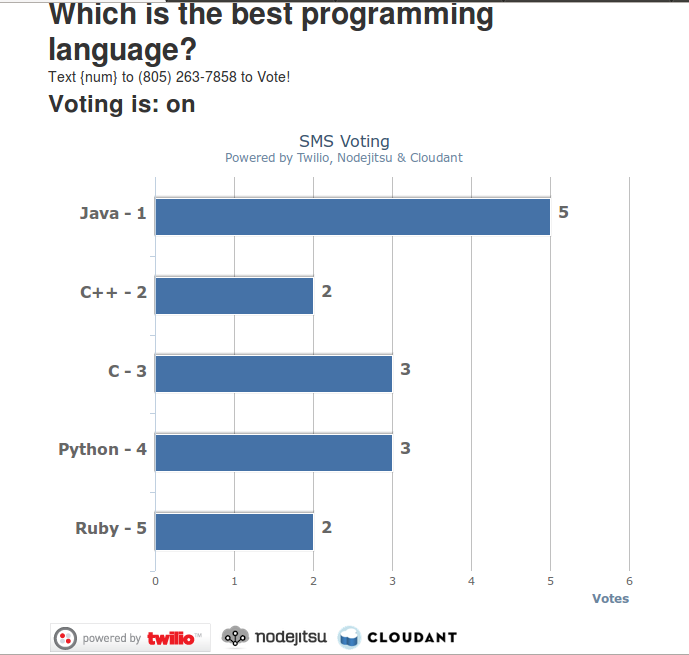 Which is the best programming
language?
Text {num} to (805) 263-7858 to Vote!
Voting is: on
SMS Voting
Powered by Twilio, Nodejitsu & Cloudant
Java - 1
5
C++ - 2
2
C - 3
3
Python - 4
3
Ruby - 5
2
0 1 2 3 4 5 6
Votes
powered by twilio™ nodejitsu CLOUDANT